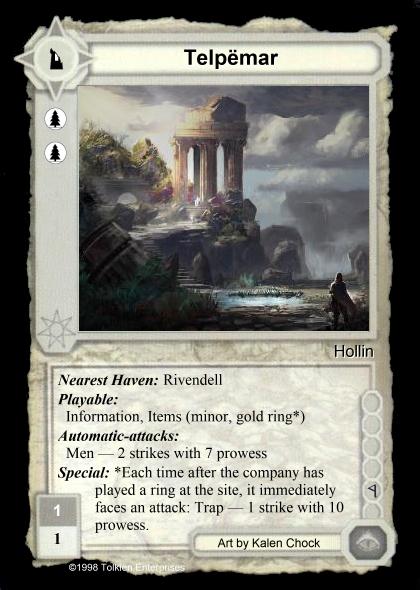 Telpëmar
Hollin
Nearest Haven: Rivendell
Playable:
Information, Items (minor, gold ring*)
Automatic-attacks:
Men — 2 strikes with 7 prowess
Special: *Each time after the company has
played a ring at the site, it immediately
faces an attack: Trap — 1 strike with 10
prowess.
1
1
Art by Kalen Chock
©1998 Tolkien Enterprises